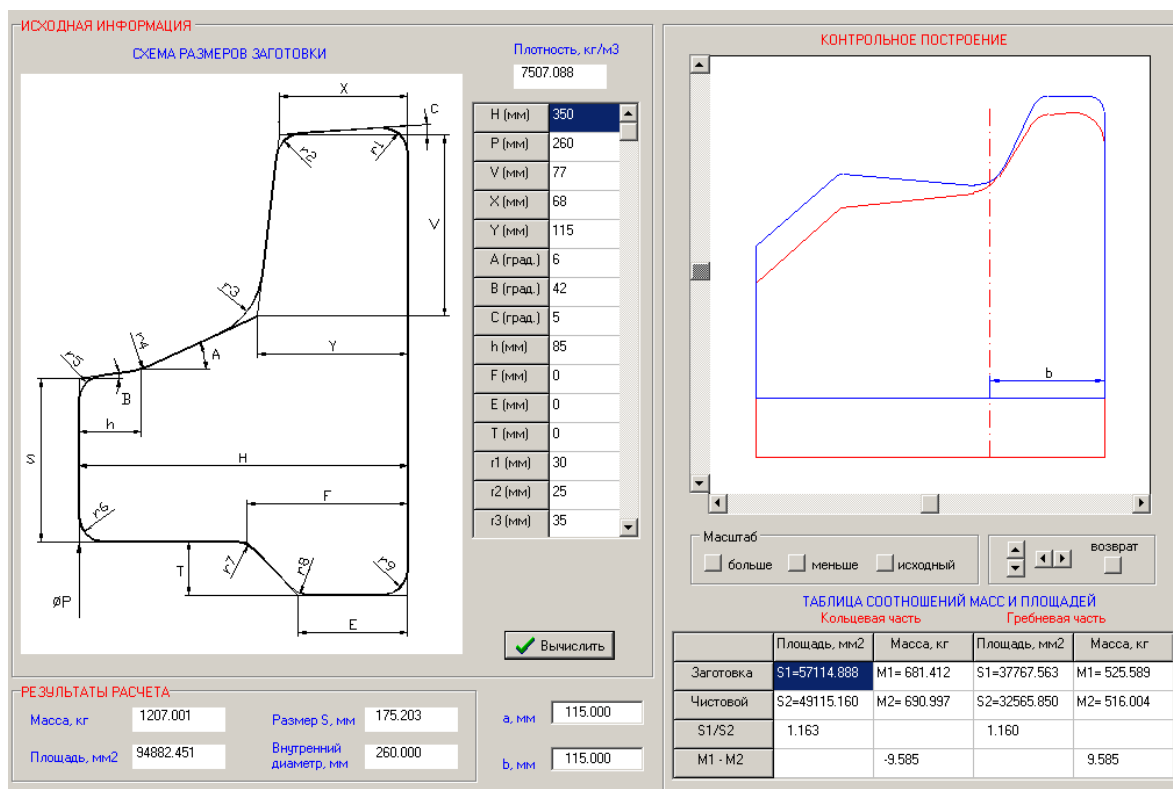 ИСХОДНАЯ ИНФОРМАЦИЯ
СХЕМА РАЗМЕРОВ ЗАГОТОВКИ
Плотность, кг/м3
7507.088
X
C
r2
r1
V
r3
r4
A
Y
r5
B
h
S
H
F
r6
r7
r8
r9
T
øP
E
H (мм) 350
P (мм) 260
V (мм) 77
X (мм) 68
Y (мм) 115
A (град.) 6
B (град.) 42
C (град.) 5
h (мм) 85
F (мм) 0
E (мм) 0
T (мм) 0
r1 (мм) 30
r2 (мм) 25
r3 (мм) 35
Вычислить
РЕЗУЛЬТАТЫ РАСЧЕТА
Масса, кг 1207.001
Размер S, мм 175.203
Площадь, мм2 94882.451
Внутренний диаметр, мм 260.000
a, мм 115.000
b, мм 115.000
КОНТРОЛЬНОЕ ПОСТРОЕНИЕ
b
Масштаб
больше меньше исходный
возврат
ТАБЛИЦА СООТНОШЕНИЙ МАСС И ПЛОЩАДЕЙ
Кольцевая часть Гребневая часть
Площадь, мм2 Масса, кг Площадь, мм2 Масса, кг
Заготовка S1=57114.888 M1= 681.412 S1=37767.563 M1= 525.589
Чистовой S2=49115.160 M2= 690.997 S2=32565.850 M2= 516.004
S1/S2 1.163 1.160
M1 - M2 -9.585 9.585